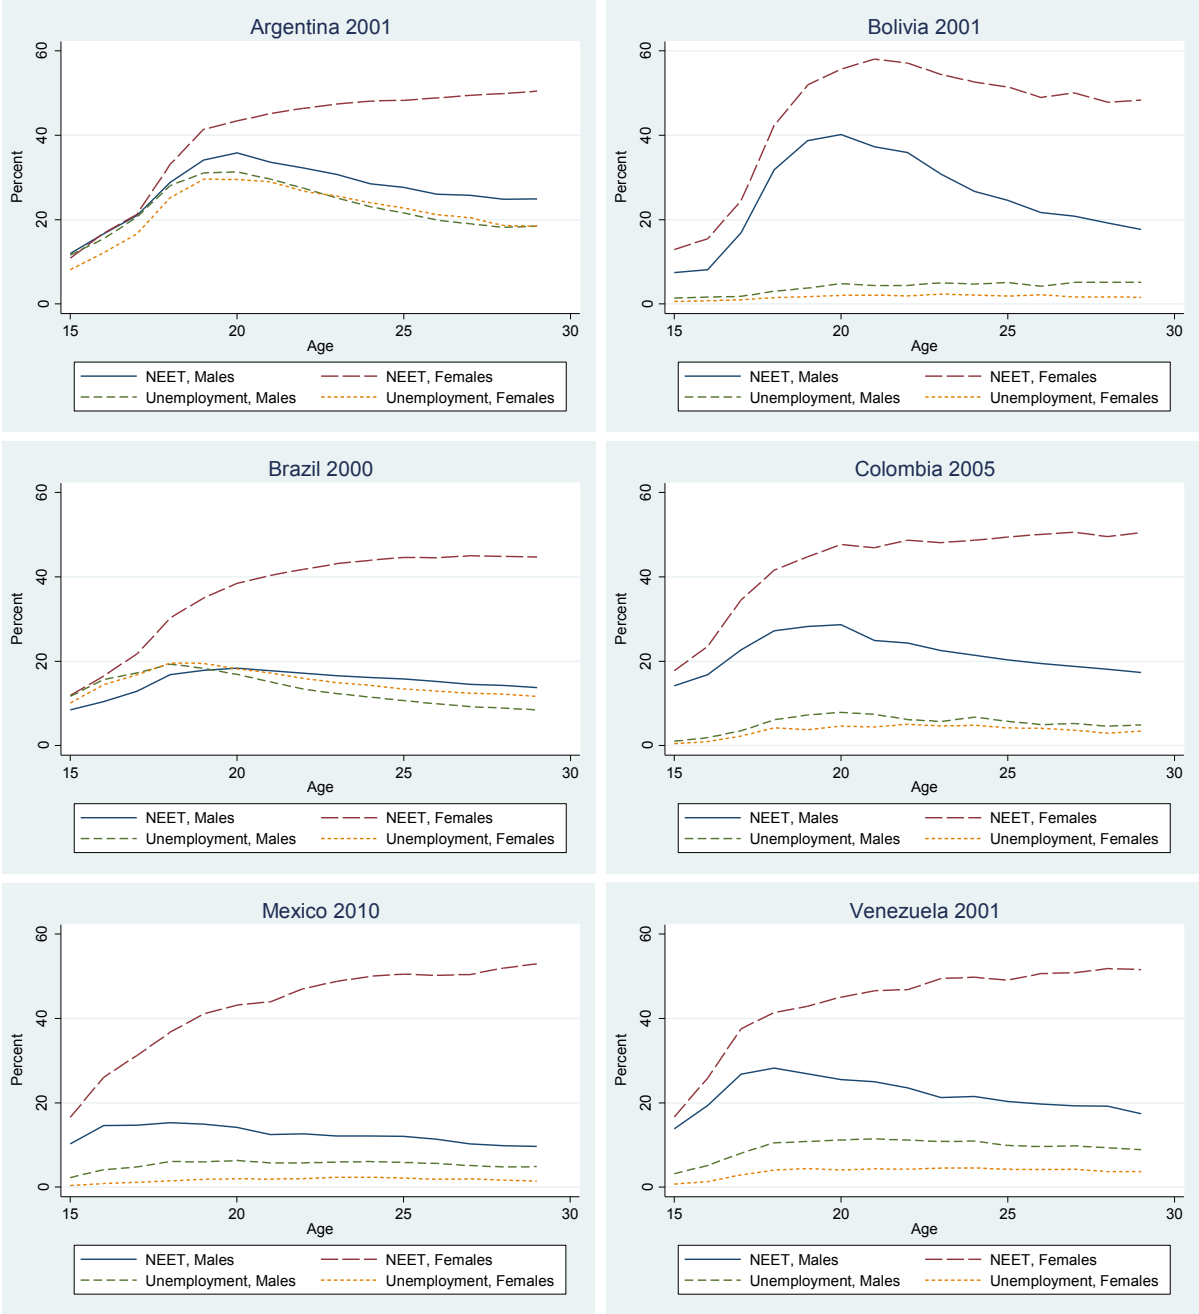 Argentina 2001
Percent
60
40
20
0
15 20 25 30
Age
NEET, Males NEET, Females
Unemployment, Males Unemployment, Females
Bolivia 2001
Percent
60
40
20
0
15 20 25 30
Age
NEET, Males NEET, Females
Unemployment, Males Unemployment, Females
Brazil 2000
Percent
60
40
20
0
15 20 25 30
Age
NEET, Males NEET, Females
Unemployment, Males Unemployment, Females
Colombia 2005
Percent
60
40
20
0
15 20 25 30
Age
NEET, Males NEET, Females
Unemployment, Males Unemployment, Females
Mexico 2010
Percent
60
40
20
0
15 20 25 30
Age
NEET, Males NEET, Females
Unemployment, Males Unemployment, Females
Venezuela 2001
Percent
60
40
20
0
15 20 25 30
Age
NEET, Males NEET, Females
Unemployment, Males Unemployment, Females